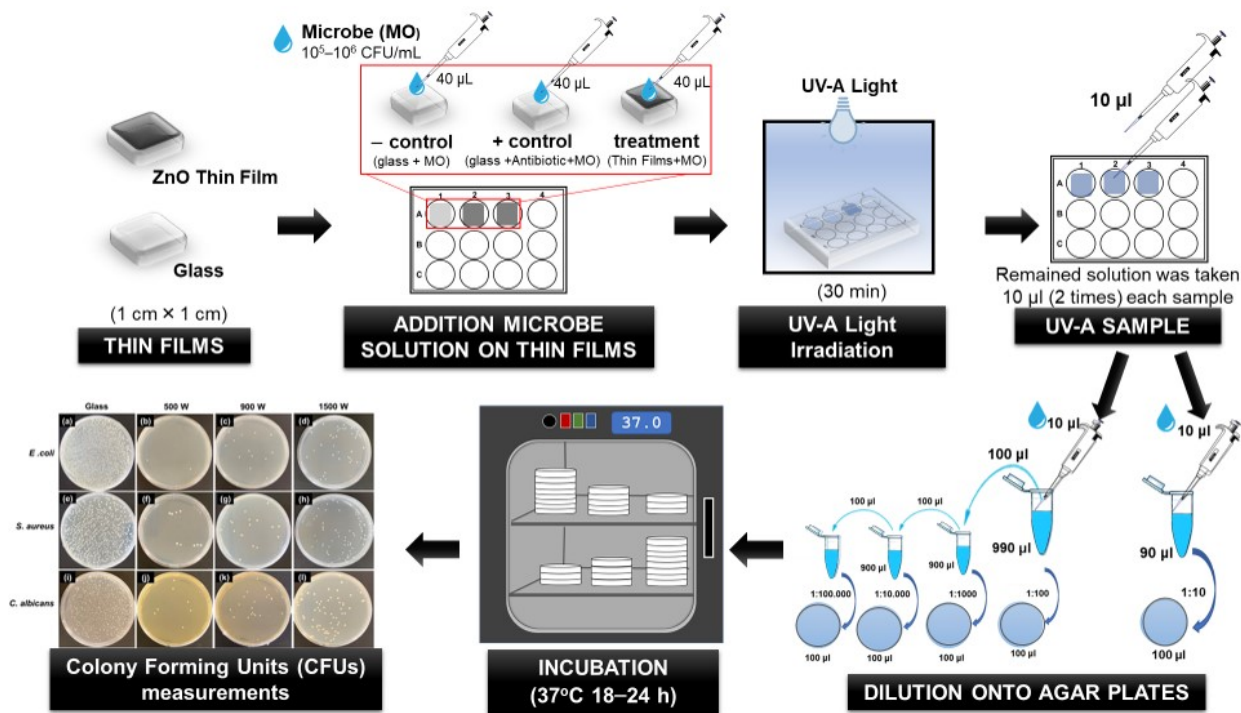 Microbe (MO)
10⁵–10⁶ CFU/mL
40 µL
40 µL
40 µL
– control
(glass + MO)
+ control
(glass +Antibiotic+MO)
treatment
(Thin Films+MO)
1 2 3 4
A
B
C
ADDITION MICROBE
SOLUTION ON THIN FILMS
ZnO Thin Film
Glass
(1 cm × 1 cm)
THIN FILMS
UV-A Light
(30 min)
UV-A Light
Irradiation
10 µl
1 2 3 4
A
B
C
Remained solution was taken
10 µl (2 times) each sample
UV-A SAMPLE
10 µl
10 µl
100 µl
100 µl
100 µl
990 µl
90 µl
900 µl
900 µl
1:100.000
1:10.000
1:1000
1:100
1:10
100 µl
100 µl
100 µl
100 µl
100 µl
DILUTION ONTO AGAR PLATES
37.0
INCUBATION
(37ºC 18–24 h)
Glass 500 W 900 W 1500 W
E .coli
(a) (b) (c) (d)
S. aureus
(e) (f) (g) (h)
C. albicans
(i) (j) (k) (l)
Colony Forming Units (CFUs)
measurements